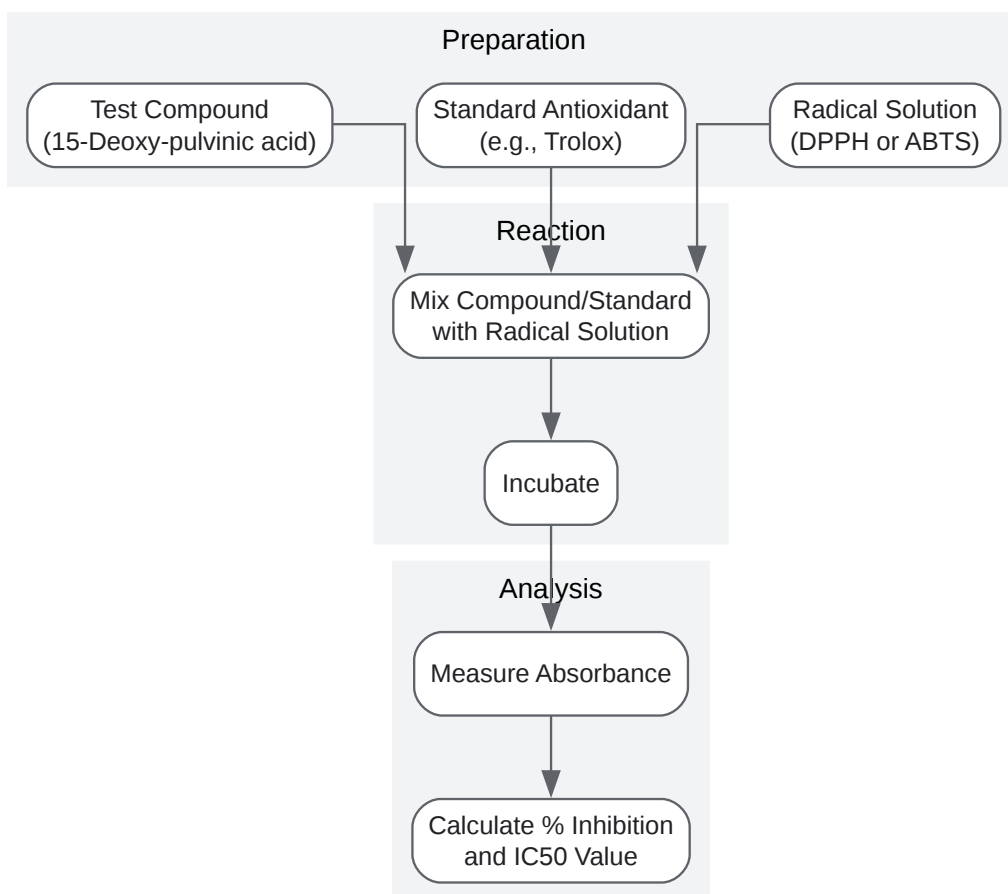 Preparation
Test Compound
(15-Deoxy-pulvinic acid)
Standard Antioxidant
(e.g., Trolox)
Radical Solution
(DPPH or ABTS)
Reaction
Mix Compound/Standard
with Radical Solution
Incubate
Analysis
Measure Absorbance
Calculate % Inhibition
and IC50 Value